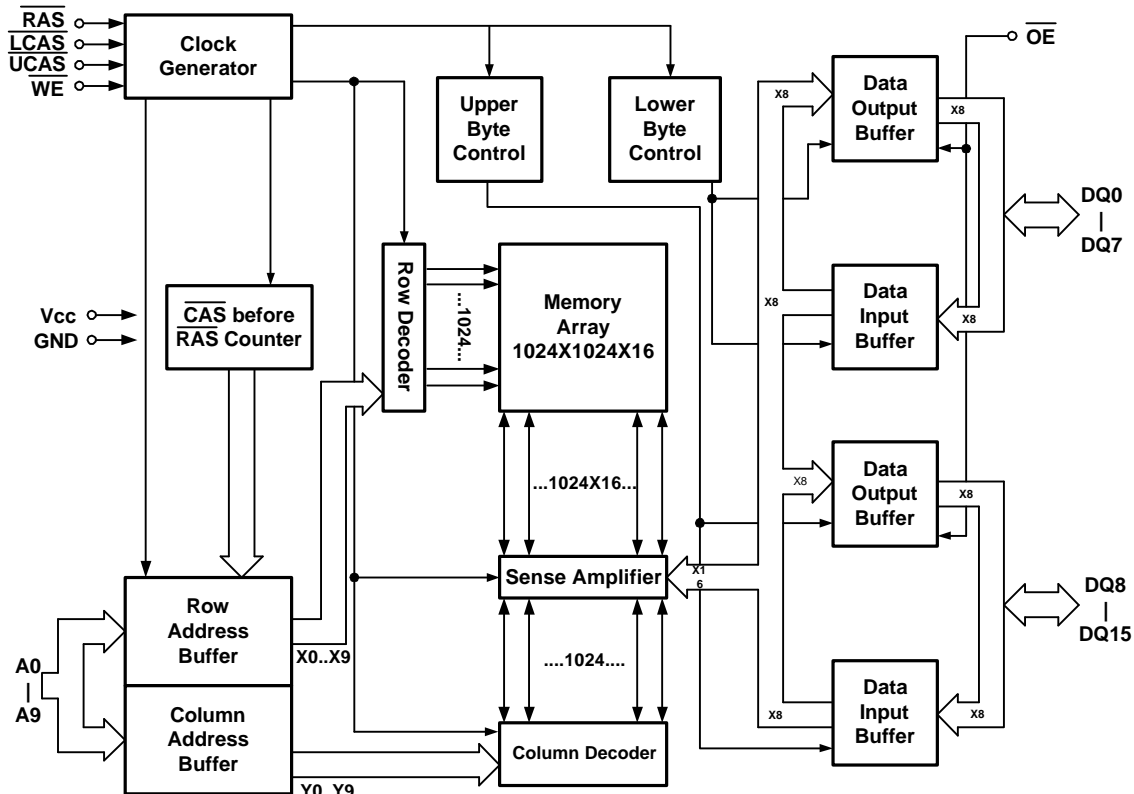 RAS
LCAS
UCAS
WE
Clock
Generator
OE
Upper
Byte
Control
Lower
Byte
Control
Data
Output
Buffer
X8
X8
DQ0
|
DQ7
Vcc
GND
CAS before
RAS Counter
Row Decoder
...1024...
Memory
Array
1024X1024X16
X8
Data
Input
Buffer
X8
...1024X16...
X8
Data
Output
Buffer
X8
Sense Amplifier
X1
6
DQ8
|
DQ15
A0
|
A9
Row
Address
Buffer
X0..X9
Column
Address
Buffer
Y0..Y9
....1024....
Column Decoder
X8
Data
Input
Buffer
X8